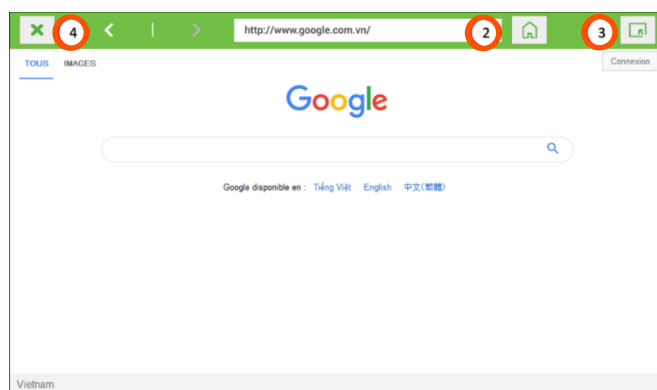 4 http://www.google.com.vn/ 2 3
TOUS IMAGES Connexion
Google
Google disponible en : Tiếng Việt English 中文(繁體)
Vietnam